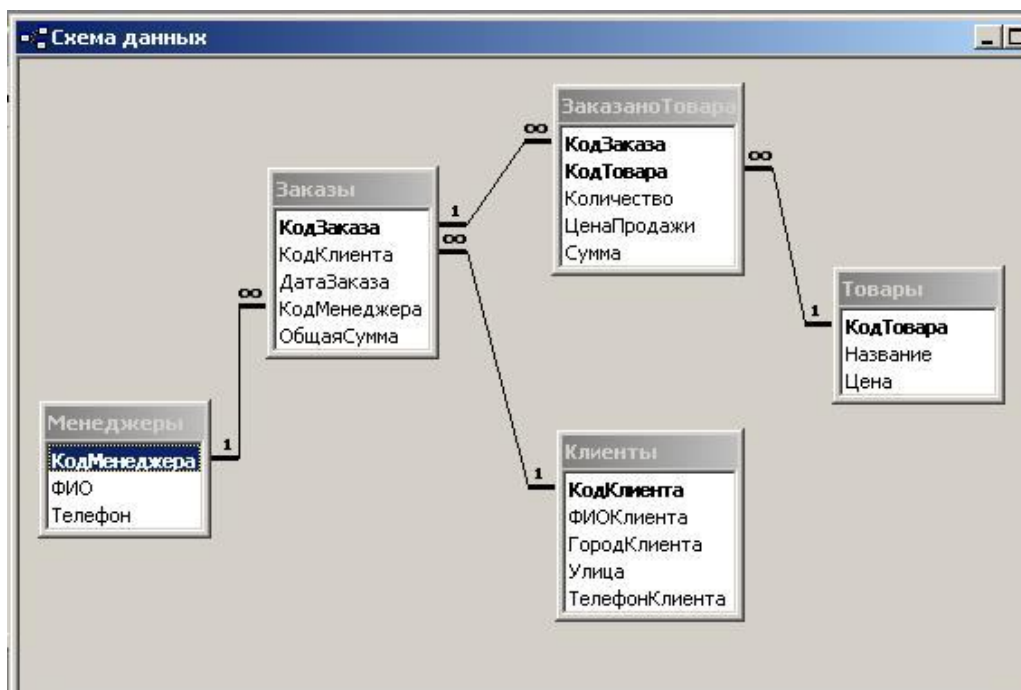 Схема данных
ЗаказаноТовара
КодЗаказа
КодТовара
Количество
ЦенаПродажи
Сумма
∞
∞
Заказы
КодЗаказа
КодКлиента
ДатаЗаказа
КодМенеджера
ОбщаяСумма
1
∞
∞
Товары
КодТовара
Название
Цена
1
Менеджеры
КодМенеджера
ФИО
Телефон
1
Клиенты
КодКлиента
ФИОКлиента
ГородКлиента
Улица
ТелефонКлиента
1